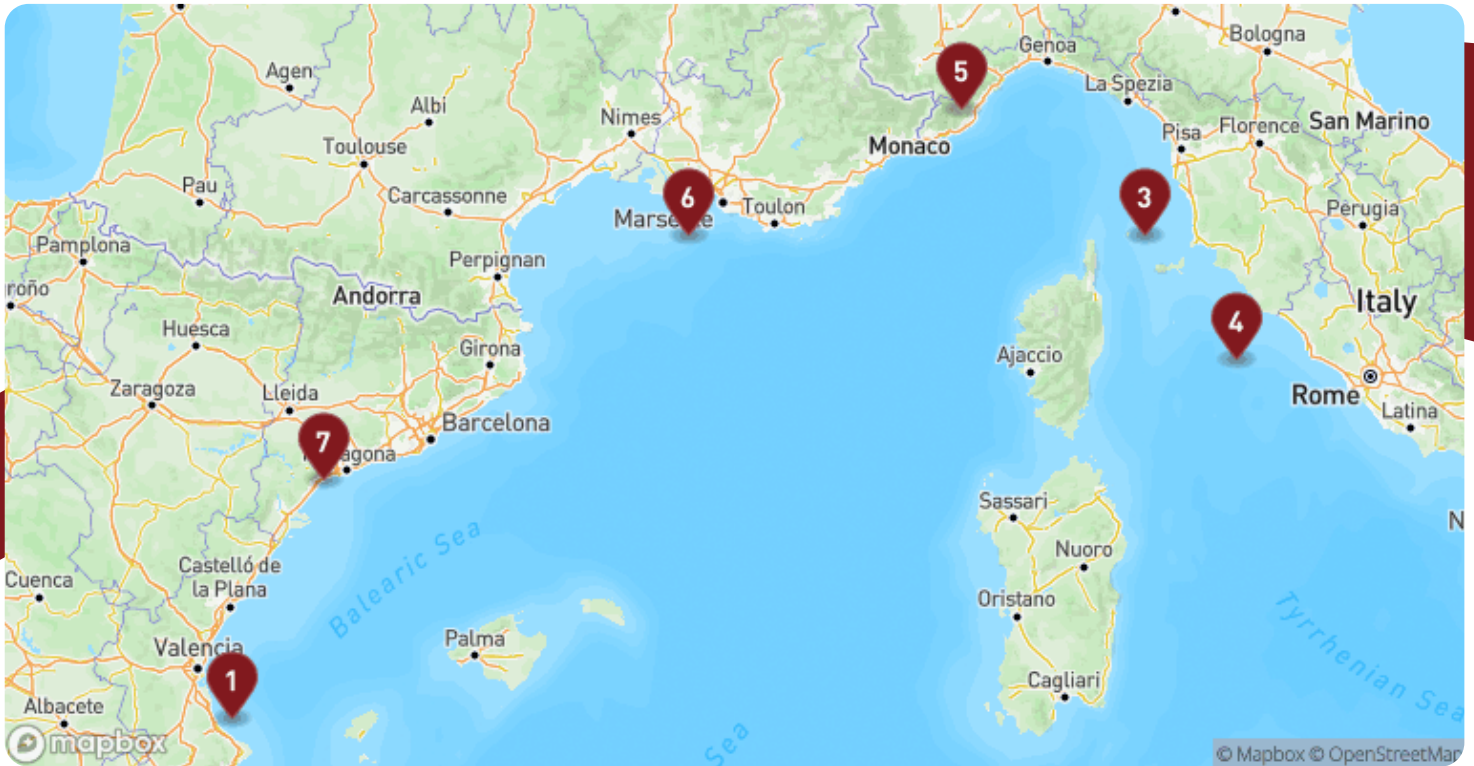 Genoa
Bologna
Agen
5
La Spezia
Albi
Nimes
Pisa
Florence
San Marino
Toulouse
Monaco
Pau
Carcassonne
6
3
Toulon
Perugia
Pamplona
Perpignan
roño
Andorra
Italy
Huesca
4
Girona
Ajaccio
Zaragoza
Lleida
Rome
Latina
Barcelona
7
agona
Sassari
N
Balearic Sea
Nuoro
Castelló de
la Plana
Cuenca
Oristano
Tyrrhenian Sea
Palma
Valencia
1
Cagliari
Albacete
Sea
mapbox
© Mapbox © OpenStreetMap